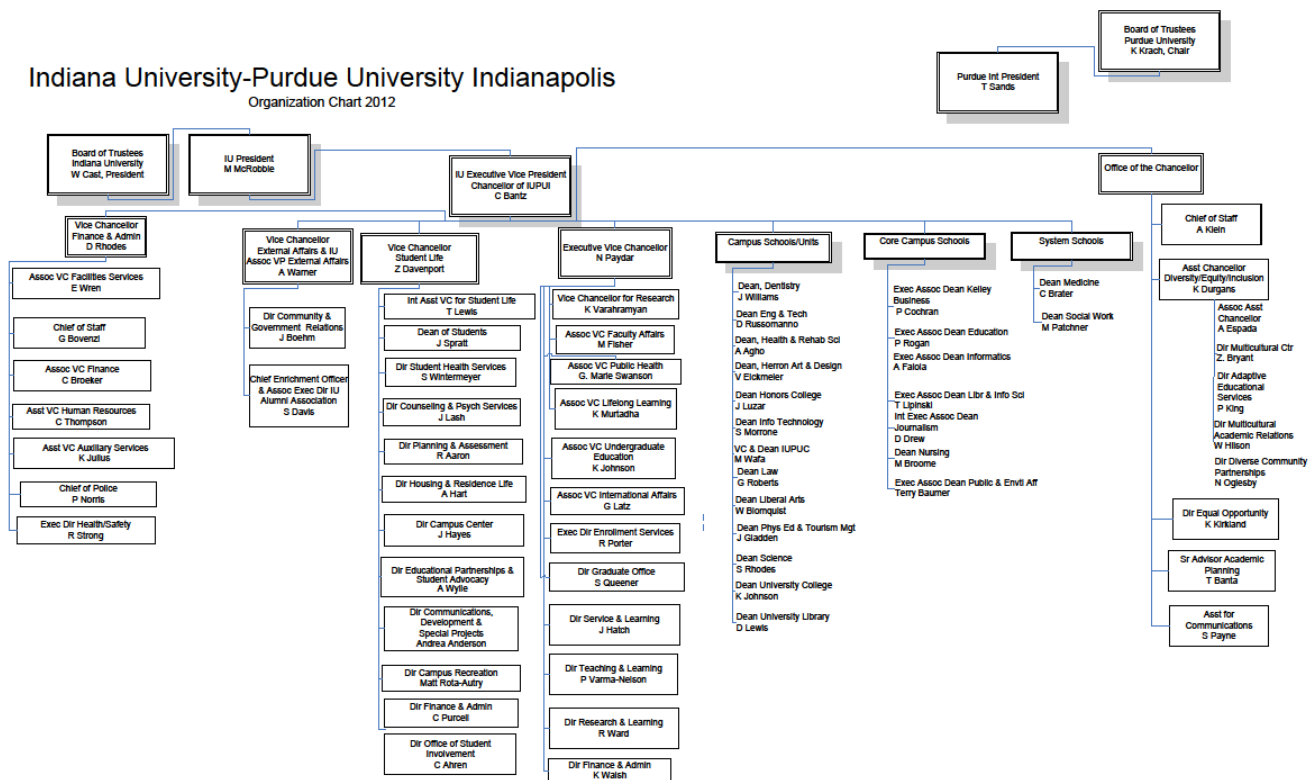 Indiana University-Purdue University Indianapolis
Organization Chart 2012
Board of Trustees
Purdue University
K Krach, Chair
Purdue Int President
T Sands
Board of Trustees
Indiana University
W Cast, President
IU President
M McRobbie
IU Executive Vice President
Chancellor of IUPUI
C Bantz
Office of the Chancellor
Vice Chancellor
Finance & Admin
D Rhodes
Assoc VC Facilities Services
E Wren
Chief of Staff
G Bovenzi
Assoc VC Finance
C Broeker
Asst VC Human Resources
C Thompson
Asst VC Auxiliary Services
K Julius
Chief of Police
P Norris
Exec Dir Health/Safety
R Strong
Vice Chancellor
External Affairs & IU
Assoc VP External Affairs
A Warner
Dir Community &
Government Relations
J Boehm
Chief Enrichment Officer
& Assoc Exec Dir IU
Alumni Association
S Davis
Vice Chancellor
Student Life
Z Davenport
Int Asst VC for Student Life
T Lewis
Dean of Students
J Spratt
Dir Student Health Services
S Wintermeyer
Dir Counseling & Psych Services
J Lash
Dir Planning & Assessment
R Aaron
Dir Housing & Residence Life
A Hart
Dir Campus Center
J Hayes
Dir Educational Partnerships &
Student Advocacy
A Wylie
Dir Communications,
Development &
Special Projects
Andrea Anderson
Dir Campus Recreation
Matt Rota-Autry
Dir Finance & Admin
C Purcell
Dir Office of Student
Involvement
C Ahren
Executive Vice Chancellor
N Paydar
Vice Chancellor for Research
K Varahramyan
Assoc VC Faculty Affairs
M Fisher
Assoc VC Public Health
G. Marie Swanson
Assoc VC Lifelong Learning
K Murtadha
Assoc VC Undergraduate
Education
K Johnson
Assoc VC International Affairs
G Latz
Exec Dir Enrollment Services
R Porter
Dir Graduate Office
S Queener
Dir Service & Learning
J Hatch
Dir Teaching & Learning
P Varma-Nelson
Dir Research & Learning
R Ward
Dir Finance & Admin
K Walsh
Campus Schools/Units
Dean, Dentistry
J Williams
Dean Eng & Tech
D Russomanno
Dean, Health & Rehab Sci
A Agho
Dean, Herron Art & Design
V Eickmeier
Dean Honors College
J Luzar
Dean Info Technology
S Morrone
VC & Dean IUPUC
M Wafa
Dean Law
G Roberts
Dean Liberal Arts
W Blomquist
Dean Phys Ed & Tourism Mgt
J Gladden
Dean Science
S Rhodes
Dean University College
K Johnson
Dean University Library
D Lewis
Core Campus Schools
Exec Assoc Dean Kelley
Business
P Cochran
Exec Assoc Dean Education
P Rogan
Exec Assoc Dean Informatics
A Faiola
Exec Assoc Dean Libr & Info Sci
T Lipinski
Int Exec Assoc Dean
Journalism
D Drew
Dean Nursing
M Broome
Exec Assoc Dean Public & Envtl Aff
Terry Baumer
System Schools
Dean Medicine
C Brater
Dean Social Work
M Patchner
Chief of Staff
A Klein
Asst Chancellor
Diversity/Equity/Inclusion
K Durgans
Assoc Asst
Chancellor
A Espada
Dir Multicultural Ctr
Z. Bryant
Dir Adaptive
Educational
Services
P King
Dir Multicultural
Academic Relations
W Hilson
Dir Diverse Community
Partnerships
N Oglesby
Dir Equal Opportunity
K Kirkland
Sr Advisor Academic
Planning
T Banta
Asst for
Communications
S Payne